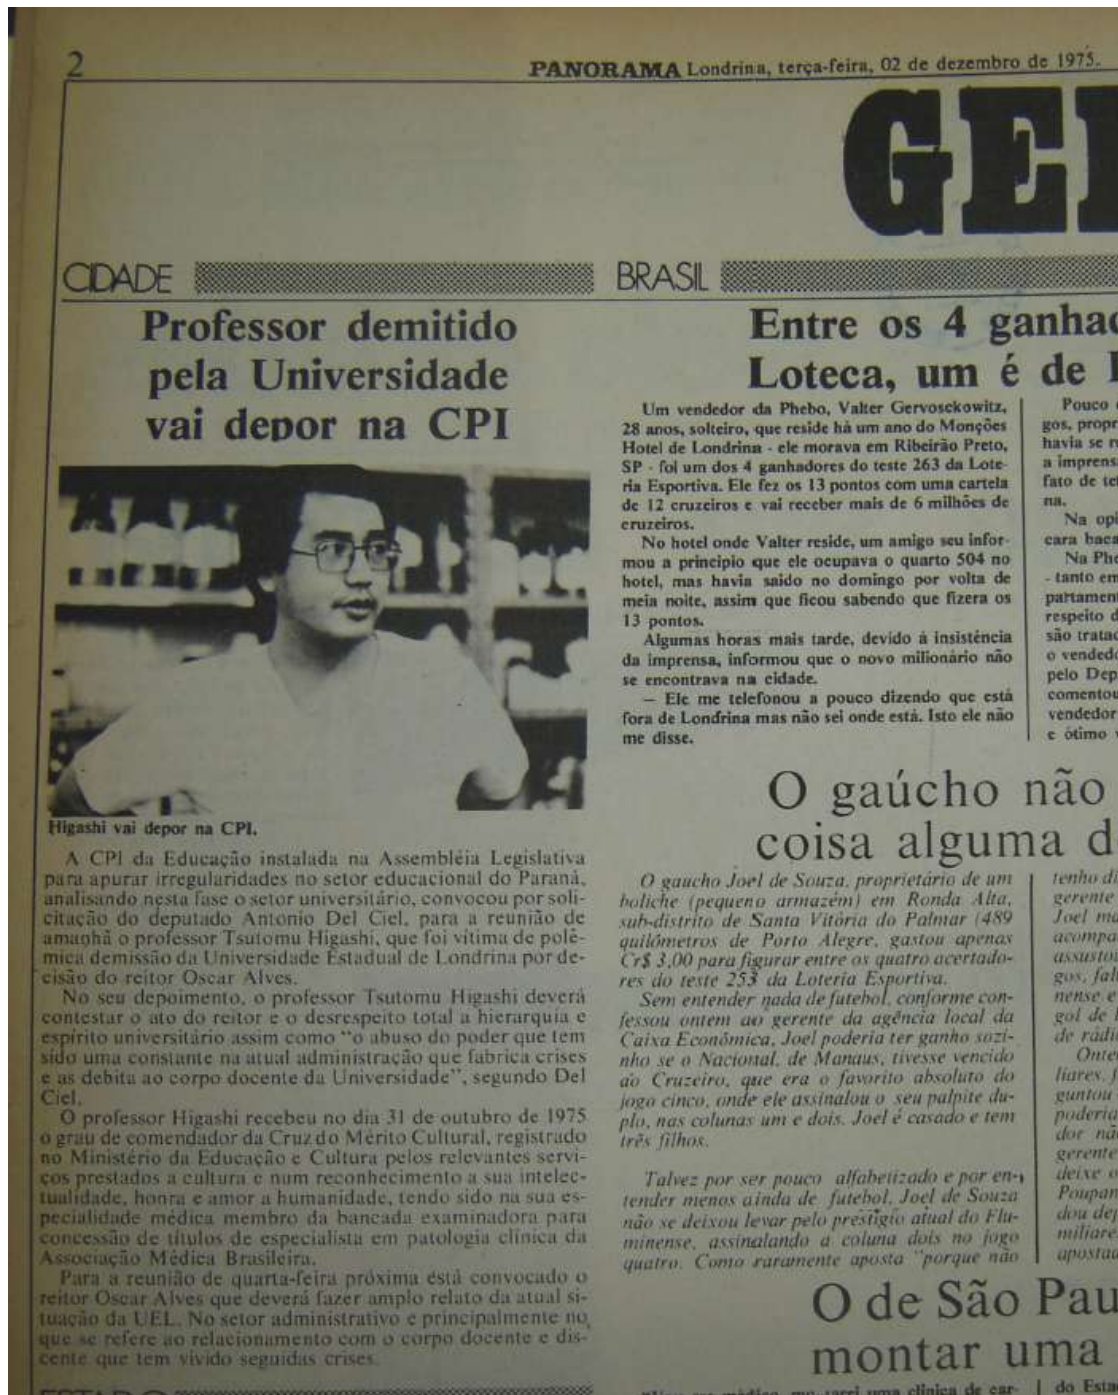 2
PANORAMA Londrina, terça-feira, 02 de dezembro de 1975.
GE
CIDADE
Professor demitido
pela Universidade
vai depor na CPI
Higashi vai depor na CPI.
A CPI da Educação instalada na Assembléia Legislativa
para apurar irregularidades no setor educacional do Paraná,
analisando nesta fase o setor universitário, convocou por soli-
citação do deputado Antonio Del Ciel, para a reunião de
amanhã o professor Tsutomu Higashi, que foi vítima de polê-
mica demissão da Universidade Estadual de Londrina por de-
cisão do reitor Oscar Alves.
No seu depoimento, o professor Tsutomu Higashi deverá
contestar o ato do reitor e o desrespeito total a hierarquia e
espírito universitário assim como "o abuso do poder que tem
sido uma constante na atual administração que fabrica crises
e as debita ao corpo docente da Universidade", segundo Del
Ciel.
O professor Higashi recebeu no dia 31 de outubro de 1975
o grau de comendador da Cruz do Mérito Cultural, registrado
no Ministério da Educação e Cultura pelos relevantes servi-
ços prestados a cultura e num reconhecimento a sua intelec-
tualidade, honra e amor a humanidade, tendo sido na sua es-
pecialidade médica membro da bancada examinadora para
concessão de títulos de especialista em patologia clínica da
Associação Médica Brasileira.
Para a reunião de quarta-feira próxima está convocado o
reitor Oscar Alves que deverá fazer amplo relato da atual si-
tuação da UEL. No setor administrativo e principalmente no
que se refere ao relacionamento com o corpo docente e dis-
cente que tem vivido seguidas crises.
ESTADO
BRASIL
Entre os 4 ganhad
Loteca, um é de
Um vendedor da Phebo, Valter Gervosckowitz,
28 anos, solteiro, que reside há um ano do Monções
Hotel de Londrina - ele morava em Ribeirão Preto,
SP - foi um dos 4 ganhadores do teste 263 da Lote-
ria Esportiva. Ele fez os 13 pontos com uma cartela
de 12 cruzeiros e vai receber mais de 6 milhões de
cruzeiros.
No hotel onde Valter reside, um amigo seu infor-
mou a principio que ele ocupava o quarto 504 no
hotel, mas havia saido no domingo por volta de
meia noite, assim que ficou sabendo que fizera os
13 pontos.
Algumas horas mais tarde, devido á insistência
da imprensa, informou que o novo milionário não
se encontrava na cidade.
— Ele me telefonou a pouco dizendo que está
fora de Londrina mas não sei onde está. Isto ele não
me disse.
Pouco
gos, propr
havia se r
a imprens
fato de te
na.
Na opi
cara baca
Na Phe
- tanto em
partament
respeito d
são tratad
o vendedo
pelo Dep
comentou
vendedor
e ótimo v
O gaúcho não
coisa alguma d
O gaucho Joel de Souza, proprietário de um
boliche (pequeno armazém) em Ronda Alta,
sub-distrito de Santa Vitória do Palmar (489
quilômetros de Porto Alegre, gastou apenas
Cr$ 3,00 para figurar entre os quatro acertado-
res do teste 253 da Loteria Esportiva.
Sem entender nada de futebol, conforme con-
fessou ontem ao gerente da agência local da
Caixa Econômica, Joel poderia ter ganho sozi-
nho se o Nacional, de Manaus, tivesse vencido
ao Cruzeiro, que era o favorito absoluto do
jogo cinco, onde ele assinalou o seu palpite du-
plo, nas colunas um e dois. Joel é casado e tem
três filhos.
Talvez por ser pouco alfabetizado e por en-
tender menos ainda de futebol, Joel de Souza
não se deixou levar pelo prestígio atual do Flu-
minense, assinalando a coluna dois no jogo
quatro. Como raramente aposta "porque não
tenho di
gerente
Joel ma
acompa
assustou
gos, falt
nense e
gol de
de rádio
Onte
liares, f
guntou
poderia
dor nã
gerente
deixe o
Poupan
dou dep
miliare
apostad
O de São Pau
montar uma
uma clinica de car-
do Estad